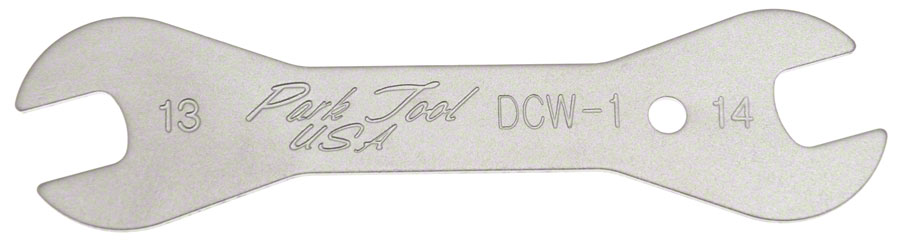 13
Park Tool
USA
DCW-1
14